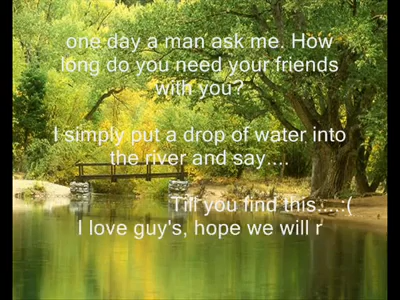 one day a man ask me. How
long do you need your friends
with you?
I simply put a drop of water into
the river and say....
Till you find this.....:(
I love guy's, hope we will r